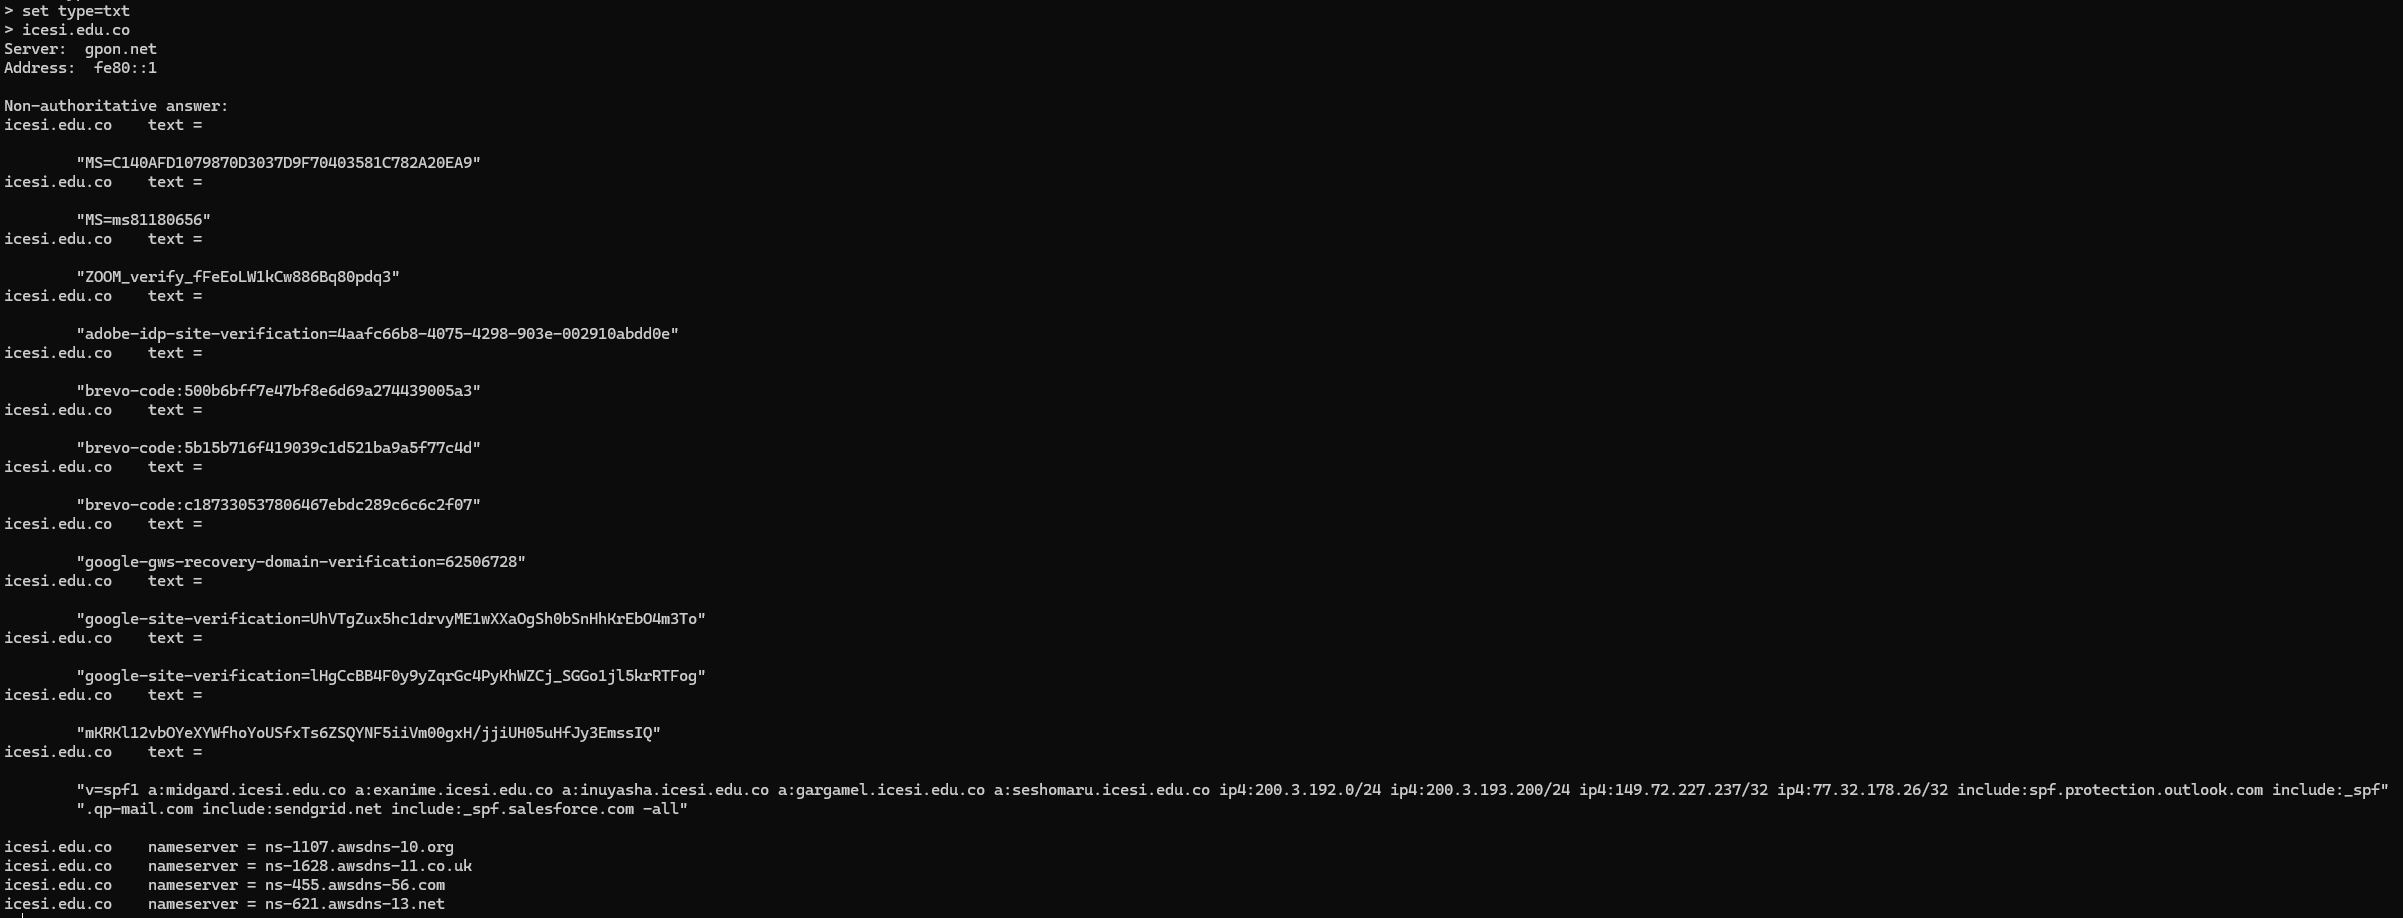 > set type=txt
> icesi.edu.co
Server:  gpon.net
Address:  fe80::1
Non-authoritative answer:
icesi.edu.co    text =
"MS=C140AFD1079870D3037D9F70403581C782A20EA9"
icesi.edu.co    text =
"MS=ms81180656"
icesi.edu.co    text =
"ZOOM_verify_fFeEoLW1kCw886Bq80pdq3"
icesi.edu.co    text =
"adobe-idp-site-verification=4aafc66b8-4075-4298-903e-002910abdd0e"
icesi.edu.co    text =
"brevo-code:500b6bff7e47bf8e6d69a274439005a3"
icesi.edu.co    text =
"brevo-code:5b15b716f419039c1d521ba9a5f77c4d"
icesi.edu.co    text =
"brevo-code:c187330537806467ebdc289c6c6c2f07"
icesi.edu.co    text =
"google-gws-recovery-domain-verification=62506728"
icesi.edu.co    text =
"google-site-verification=UhVTgZux5hc1drvyME1wXXaOgSh0bSnHhKrEbO4m3To"
icesi.edu.co    text =
"google-site-verification=lHgCcBB4F0y9yZqrGc4PyKhWZCj_SGGo1jl5krRTFog"
icesi.edu.co    text =
"mKRKl12vbOYeXYWfhoYoUSfxTs6ZSQYNF5iiVm00gxH/jjiUH05uHfJy3EmssIQ"
icesi.edu.co    text =
"v=spf1 a:midgard.icesi.edu.co a:exanime.icesi.edu.co a:inuyasha.icesi.edu.co a:gargamel.icesi.edu.co a:seshomaru.icesi.edu.co ip4:200.3.192.0/24 ip4:200.3.193.200/24 ip4:149.72.227.237/32 ip4:77.32.178.26/32 include:spf.protection.outlook.com include:_spf"
".qp-mail.com include:sendgrid.net include:_spf.salesforce.com -all"
icesi.edu.co    nameserver = ns-1107.awsdns-10.org
icesi.edu.co    nameserver = ns-1628.awsdns-11.co.uk
icesi.edu.co    nameserver = ns-455.awsdns-56.com
icesi.edu.co    nameserver = ns-621.awsdns-13.net